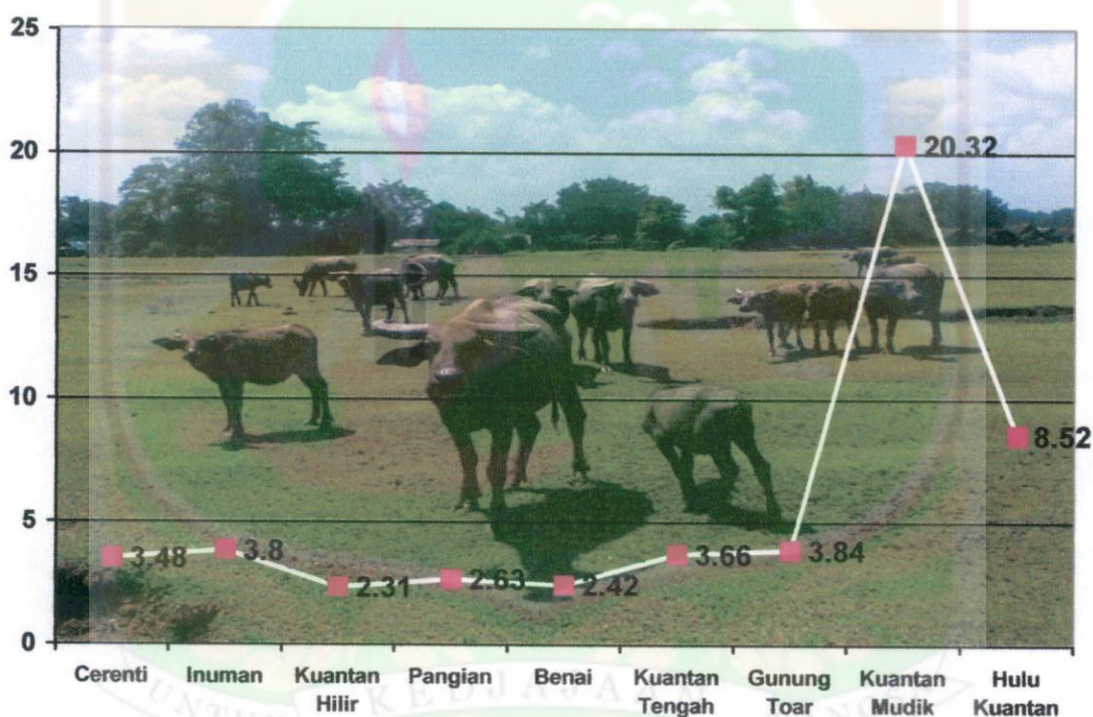 25
20
15
10
5
0
20.32
8.52
3.48
3.8
2.31
2.63
2.42
3.66
3.84
Cerenti
Inuman
Kuantan
Hilir
Pangian
Benai
Kuantan
Tengah
Gunung
Toar
Kuantan
Mudik
Hulu
Kuantan
KEDJAJAAN